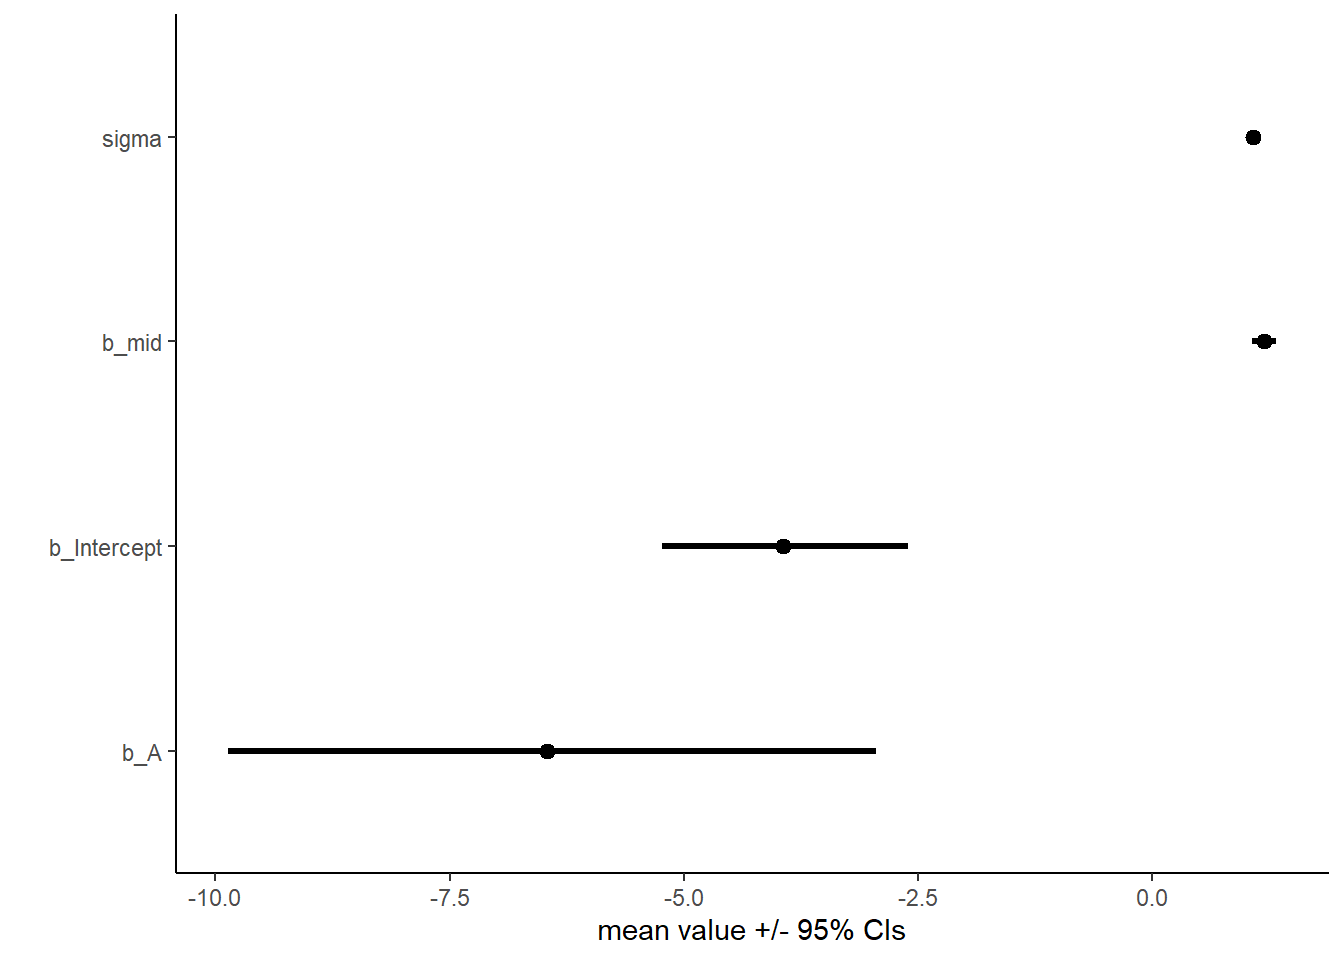 sigma
b_mid
b_Intercept
b_A
-10.0 -7.5 -5.0 -2.5 0.0
mean value +/- 95% CIs